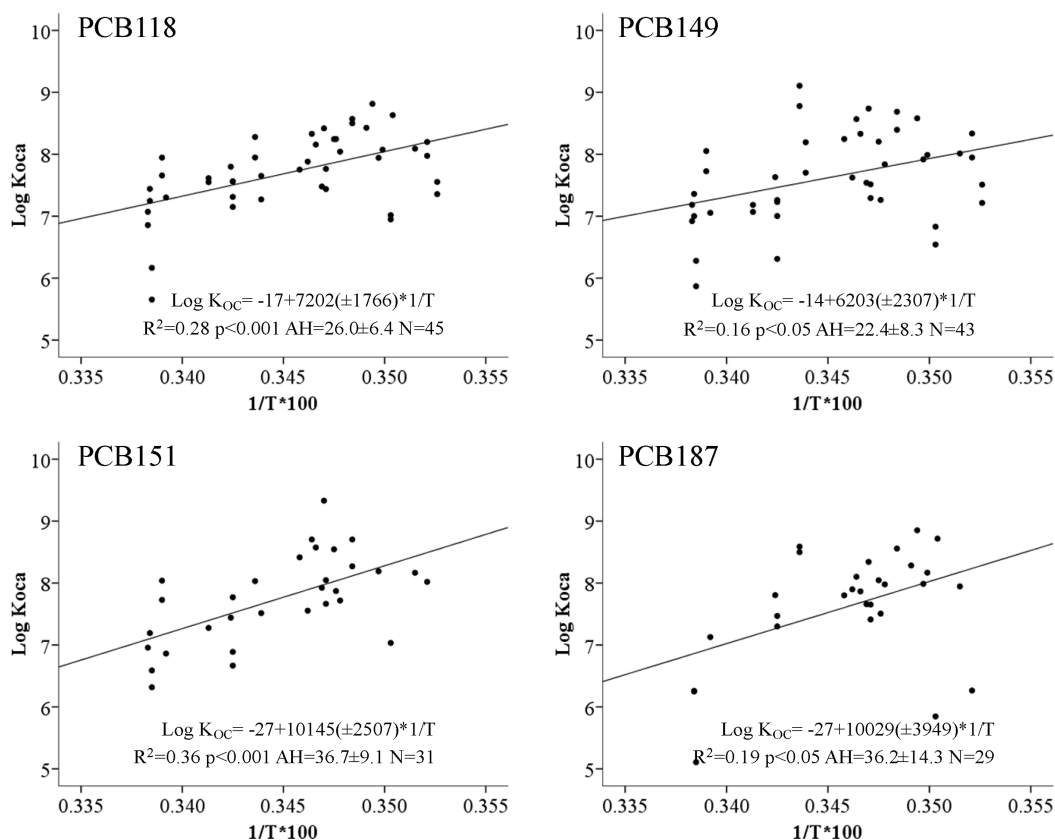 PCB118
Log Koca
10
9
8
7
6
5
Log K_OC= -17+7202(±1766)*1/T
R²=0.28 p<0.001 AH=26.0±6.4 N=45
0.335 0.340 0.345 0.350 0.355
1/T*100
PCB149
Log Koca
10
9
8
7
6
5
Log K_OC= -14+6203(±2307)*1/T
R²=0.16 p<0.05 AH=22.4±8.3 N=43
0.335 0.340 0.345 0.350 0.355
1/T*100
PCB151
Log Koca
10
9
8
7
6
5
Log K_OC= -27+10145(±2507)*1/T
R²=0.36 p<0.001 AH=36.7±9.1 N=31
0.335 0.340 0.345 0.350 0.355
1/T*100
PCB187
Log Koca
10
9
8
7
6
5
Log K_OC= -27+10029(±3949)*1/T
R²=0.19 p<0.05 AH=36.2±14.3 N=29
0.335 0.340 0.345 0.350 0.355
1/T*100